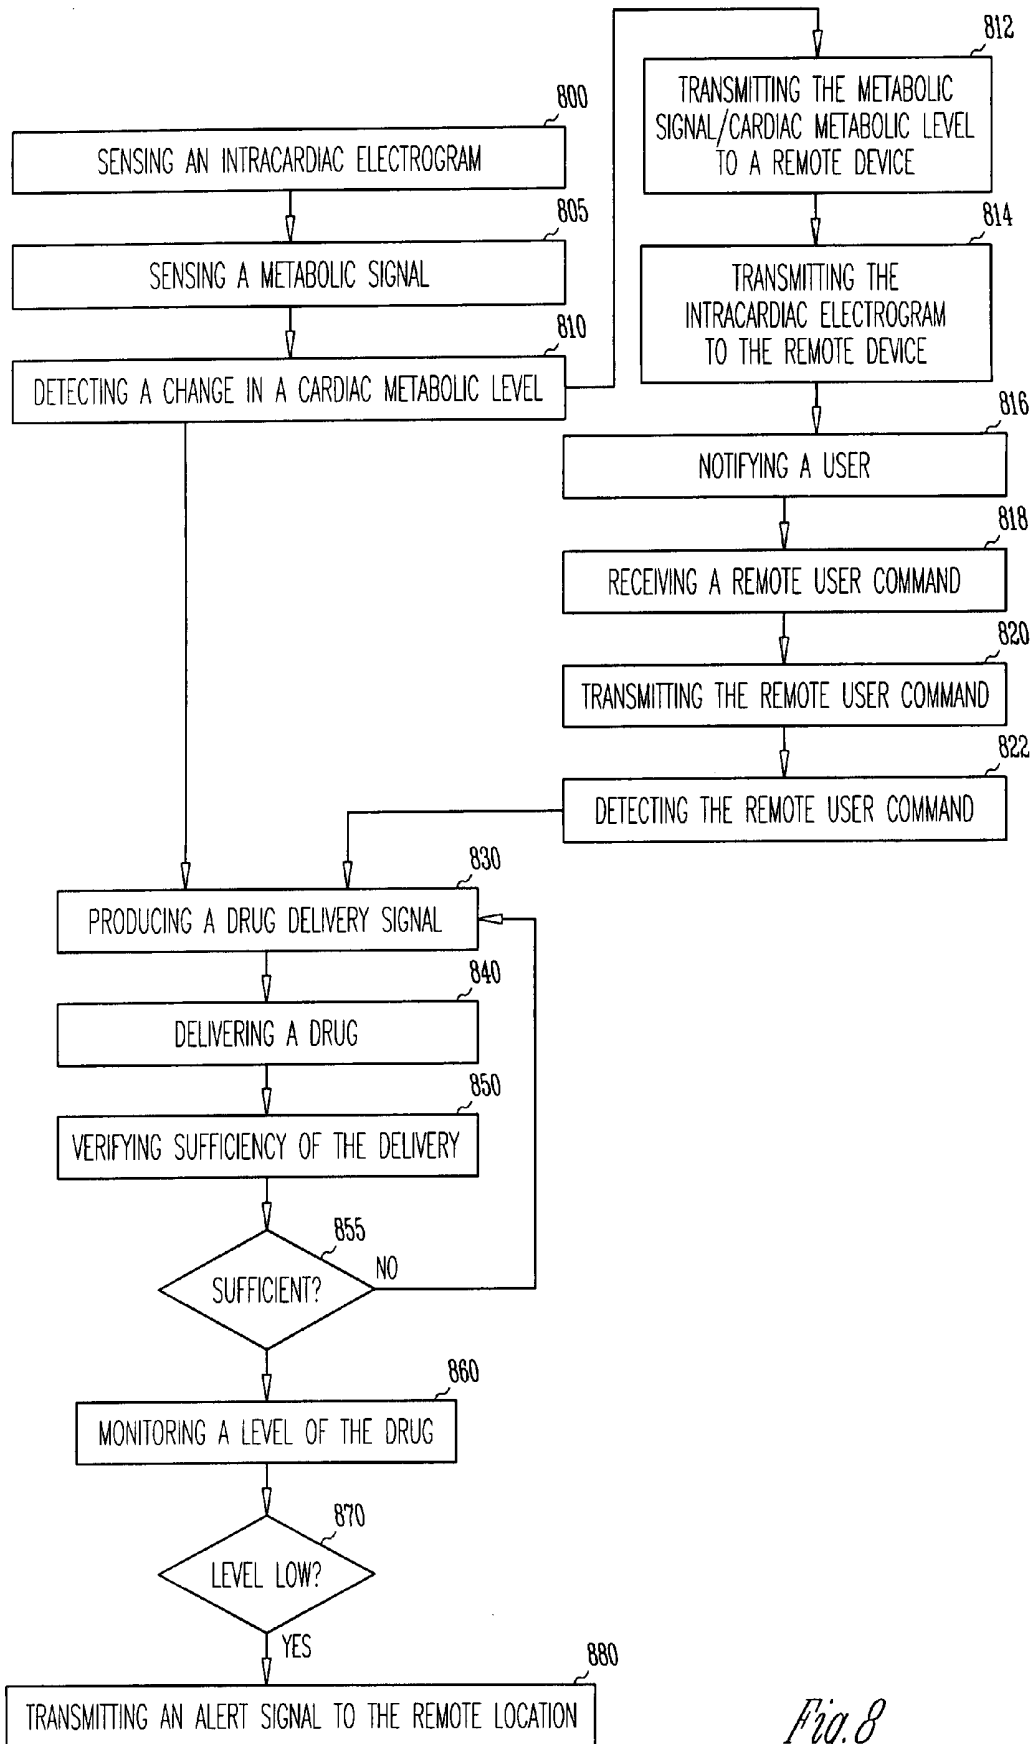 800
SENSING AN INTRACARDIAC ELECTROGRAM
805
SENSING A METABOLIC SIGNAL
810
DETECTING A CHANGE IN A CARDIAC METABOLIC LEVEL
812
TRANSMITTING THE METABOLIC
SIGNAL/CARDIAC METABOLIC LEVEL
TO A REMOTE DEVICE
814
TRANSMITTING THE
INTRACARDIAC ELECTROGRAM
TO THE REMOTE DEVICE
816
NOTIFYING A USER
818
RECEIVING A REMOTE USER COMMAND
820
TRANSMITTING THE REMOTE USER COMMAND
822
DETECTING THE REMOTE USER COMMAND
830
PRODUCING A DRUG DELIVERY SIGNAL
840
DELIVERING A DRUG
850
VERIFYING SUFFICIENCY OF THE DELIVERY
855
SUFFICIENT?
NO
860
MONITORING A LEVEL OF THE DRUG
870
LEVEL LOW?
YES
880
TRANSMITTING AN ALERT SIGNAL TO THE REMOTE LOCATION
Fig.8